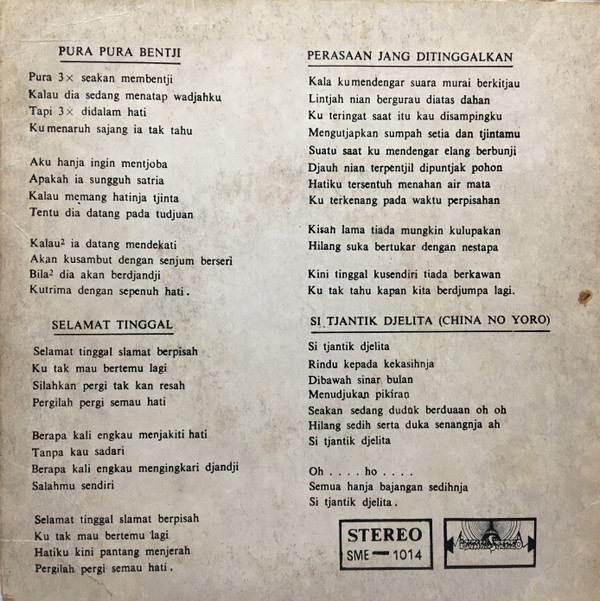 PURA PURA BENTJI
Pura 3× seakan membentji
Kalau dia sedang menatap wadjahku
Tapi 3× didalam hati
Ku menaruh sajang ia tak tahu
Aku hanja ingin mentjoba
Apakah ia sungguh satria
Kalau memang hatinja tjinta
Tentu dia datang pada tudjuan
Kalau² ia datang mendekati
Akan kusambut dengan senjum berseri
Bila² dia akan berdjandji
Kutrima dengan sepenuh hati.
SELAMAT TINGGAL
Selamat tinggal slamat berpisah
Ku tak mau bertemu lagi
Silahkan pergi tak kan resah
Pergilah pergi semau hati
Berapa kali engkau menjakiti hati
Tanpa kau sadari
Berapa kali engkau mengingkari djandji
Salahmu sendiri
Selamat tinggal slamat berpisah
Ku tak mau bertemu lagi
Hatiku kini pantang menjerah
Pergilah pergi semau hati.
PERASAAN JANG DITINGGALKAN
Kala kumendengar suara murai berkitjau
Lintjah nian bergurau diatas dahan
Ku teringat saat itu kau disampingku
Mengutjapkan sumpah setia dan tjintamu
Suatu saat ku mendengar elang berbunji
Djauh nian terpentjil dipuntjak pohon
Hatiku tersentuh menahan air mata
Ku terkenang pada waktu perpisahan
Kisah lama tiada mungkin kulupakan
Hilang suka bertukar dengan nestapa
Kini tinggal kusendiri tiada berkawan
Ku tak tahu kapan kita berdjumpa lagi.
SI TJANTIK DJELITA (CHINA NO YORO)
Si tjantik djelita
Rindu kepada kekasihnja
Dibawah sinar bulan
Menudjukan pikiran
Seakan sedang duduk berduaan oh oh
Hilang sedih serta duka senangnja ah
Si tjantik djelita
Oh . . . . ho . . . .
Semua hanja bajangan sedihnja
Si tjantik djelita.
STEREO
SME — 1014